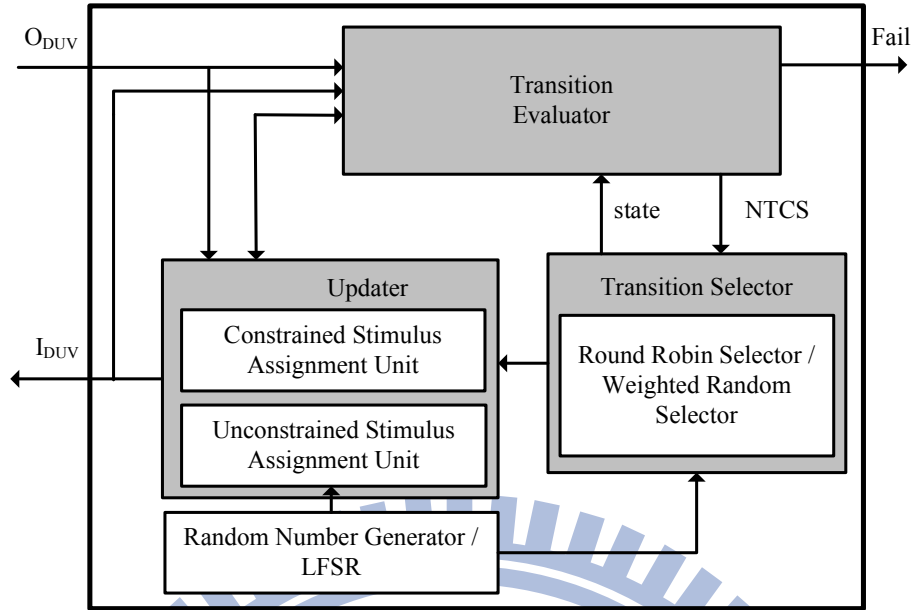 O_DUV
Fail
Transition
Evaluator
state
NTCS
Updater
Transition Selector
Constrained Stimulus
Assignment Unit
Round Robin Selector /
Weighted Random
Selector
I_DUV
Unconstrained Stimulus
Assignment Unit
Random Number Generator /
LFSR